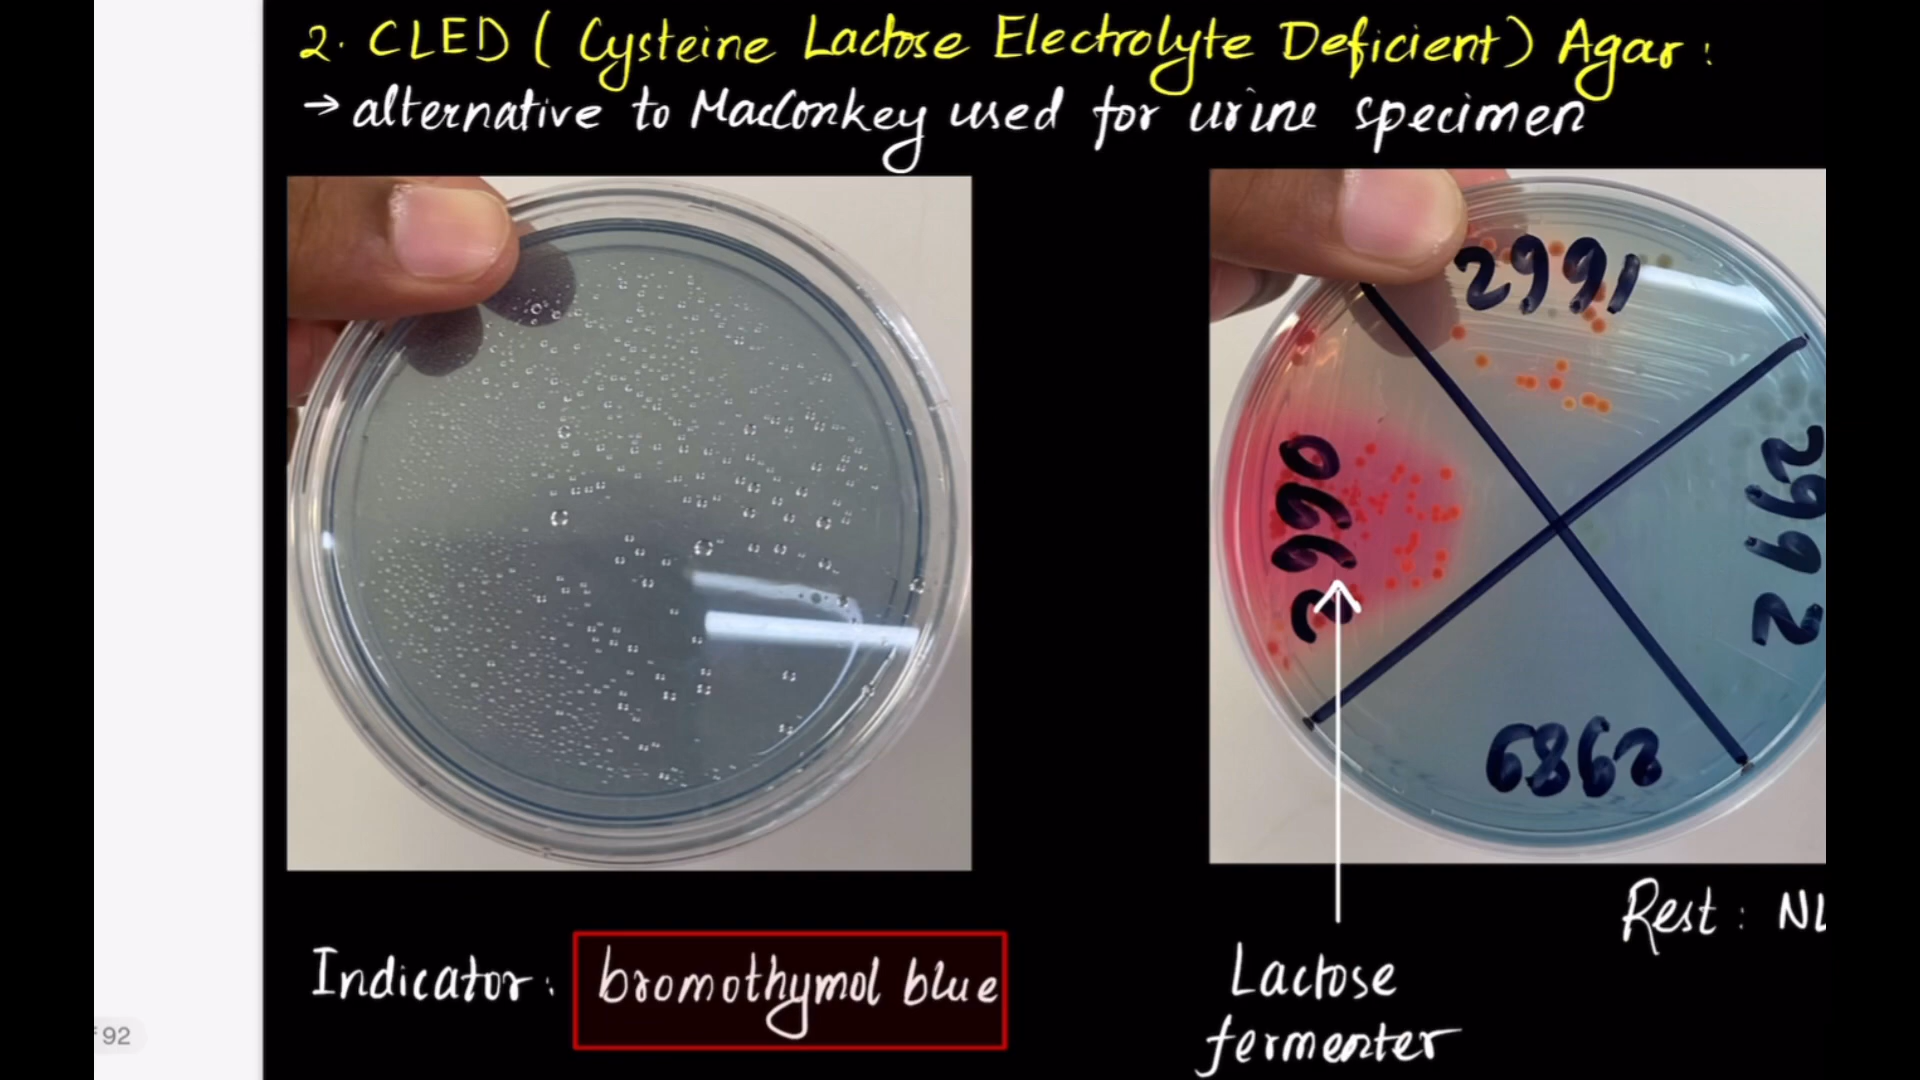 2. CLED ( Cysteine Lactose Electrolyte Deficient) Agar :
→ alternative to MacConkey used for urine specimen
2991
2990
2992
Rest : NL
Indicator : bromothymol blue
Lactose
fermenter
92